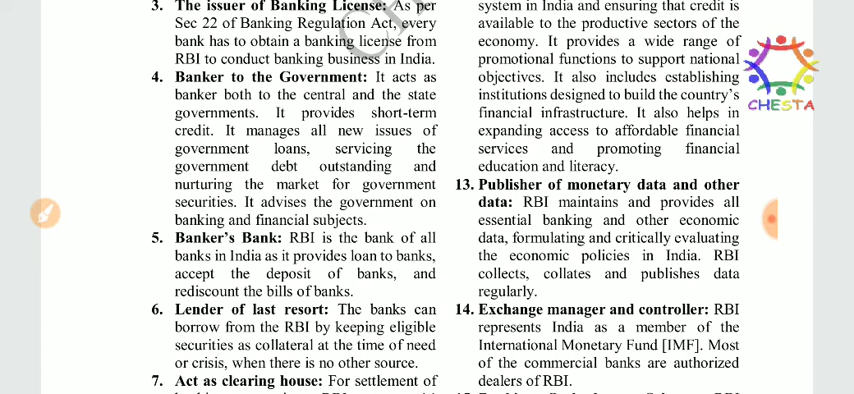 3. The issuer of Banking License: As per
Sec 22 of Banking Regulation Act, every
bank has to obtain a banking license from
RBI to conduct banking business in India.
4. Banker to the Government: It acts as
banker both to the central and the state
governments. It provides short-term
credit. It manages all new issues of
government loans, servicing the
government debt outstanding and
nurturing the market for government
securities. It advises the government on
banking and financial subjects.
5. Banker's Bank: RBI is the bank of all
banks in India as it provides loan to banks,
accept the deposit of banks, and
rediscount the bills of banks.
6. Lender of last resort: The banks can
borrow from the RBI by keeping eligible
securities as collateral at the time of need
or crisis, when there is no other source.
7. Act as clearing house: For settlement of
system in India and ensuring that credit is
available to the productive sectors of the
economy. It provides a wide range of
promotional functions to support national
objectives. It also includes establishing
institutions designed to build the country's
financial infrastructure. It also helps in
expanding access to affordable financial
services and promoting financial
education and literacy.
13. Publisher of monetary data and other
data: RBI maintains and provides all
essential banking and other economic
data, formulating and critically evaluating
the economic policies in India. RBI
collects, collates and publishes data
regularly.
14. Exchange manager and controller: RBI
represents India as a member of the
International Monetary Fund [IMF]. Most
of the commercial banks are authorized
dealers of RBI.
CHESTA